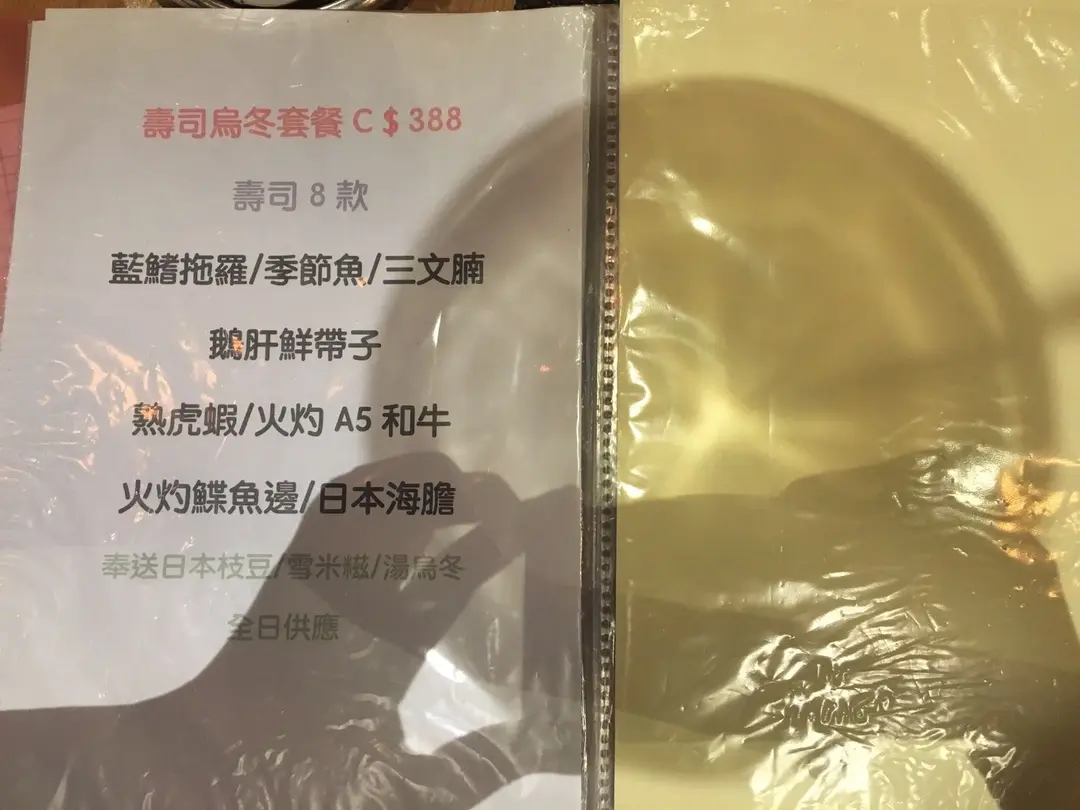 壽司烏冬套餐 C $ 388
壽司 8 款
藍鰭拖羅/季節魚/三文腩
鵝肝鮮帶子
熟虎蝦/火灼 A5 和牛
火灼鰈魚邊/日本海膽
奉送日本枝豆/雪米糍/湯烏冬
全日供應